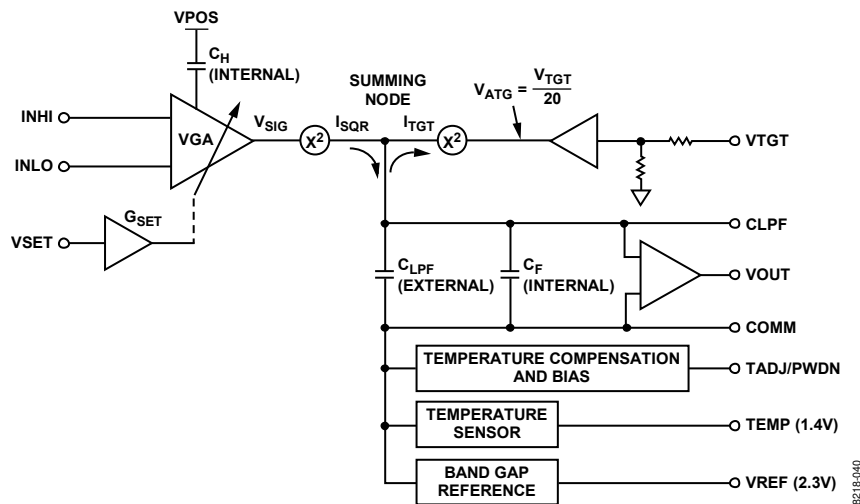 VPOS
C_H
(INTERNAL)
INHI
INLO
VGA
V_SIG
X²
I_SQR
SUMMING
NODE
I_TGT
X²
V_ATG = V_TGT
20
VTGT
VSET
G_SET
CLPF
C_LPF
(EXTERNAL)
C_F
(INTERNAL)
VOUT
COMM
TEMPERATURE COMPENSATION
AND BIAS
TADJ/PWDN
TEMPERATURE
SENSOR
TEMP (1.4V)
BAND GAP
REFERENCE
VREF (2.3V)
8218-040